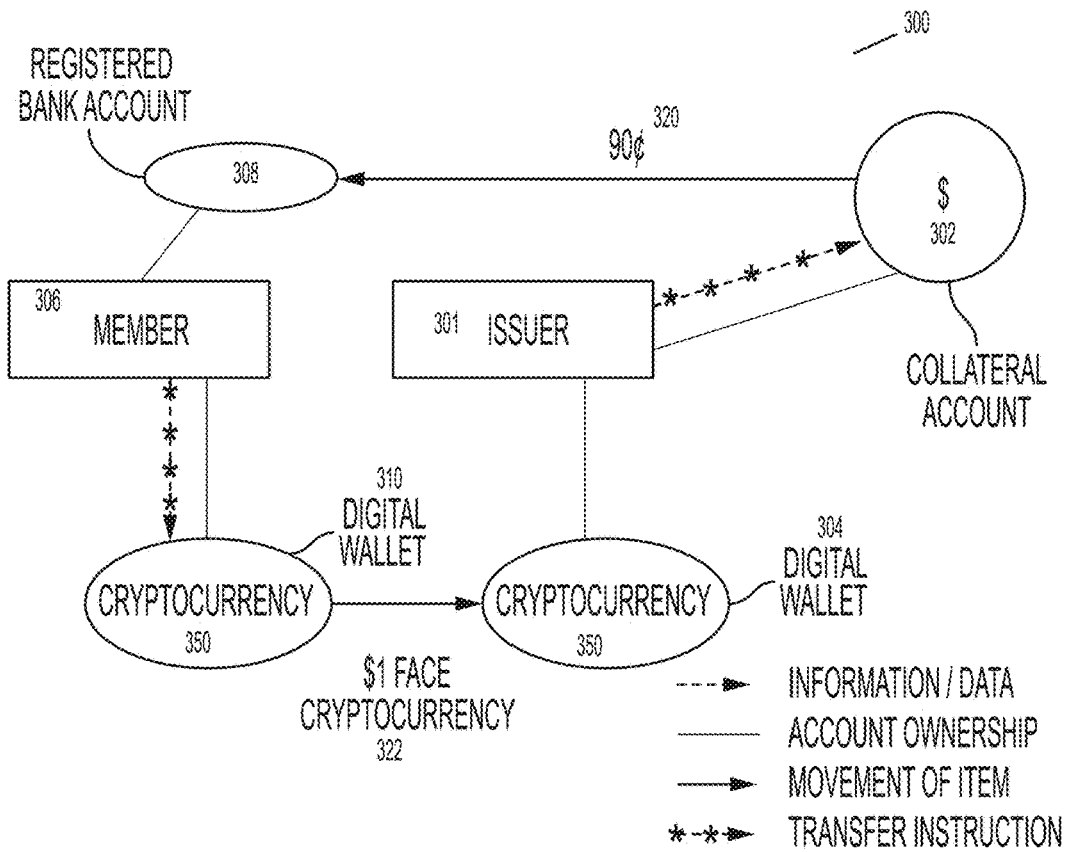 300
REGISTERED
BANK ACCOUNT
308
90¢ 320
$
302
306
MEMBER
301 ISSUER
COLLATERAL
ACCOUNT
310
DIGITAL
WALLET
304
DIGITAL
WALLET
CRYPTOCURRENCY
350
CRYPTOCURRENCY
350
$1 FACE
CRYPTOCURRENCY
322
INFORMATION / DATA
ACCOUNT OWNERSHIP
MOVEMENT OF ITEM
TRANSFER INSTRUCTION